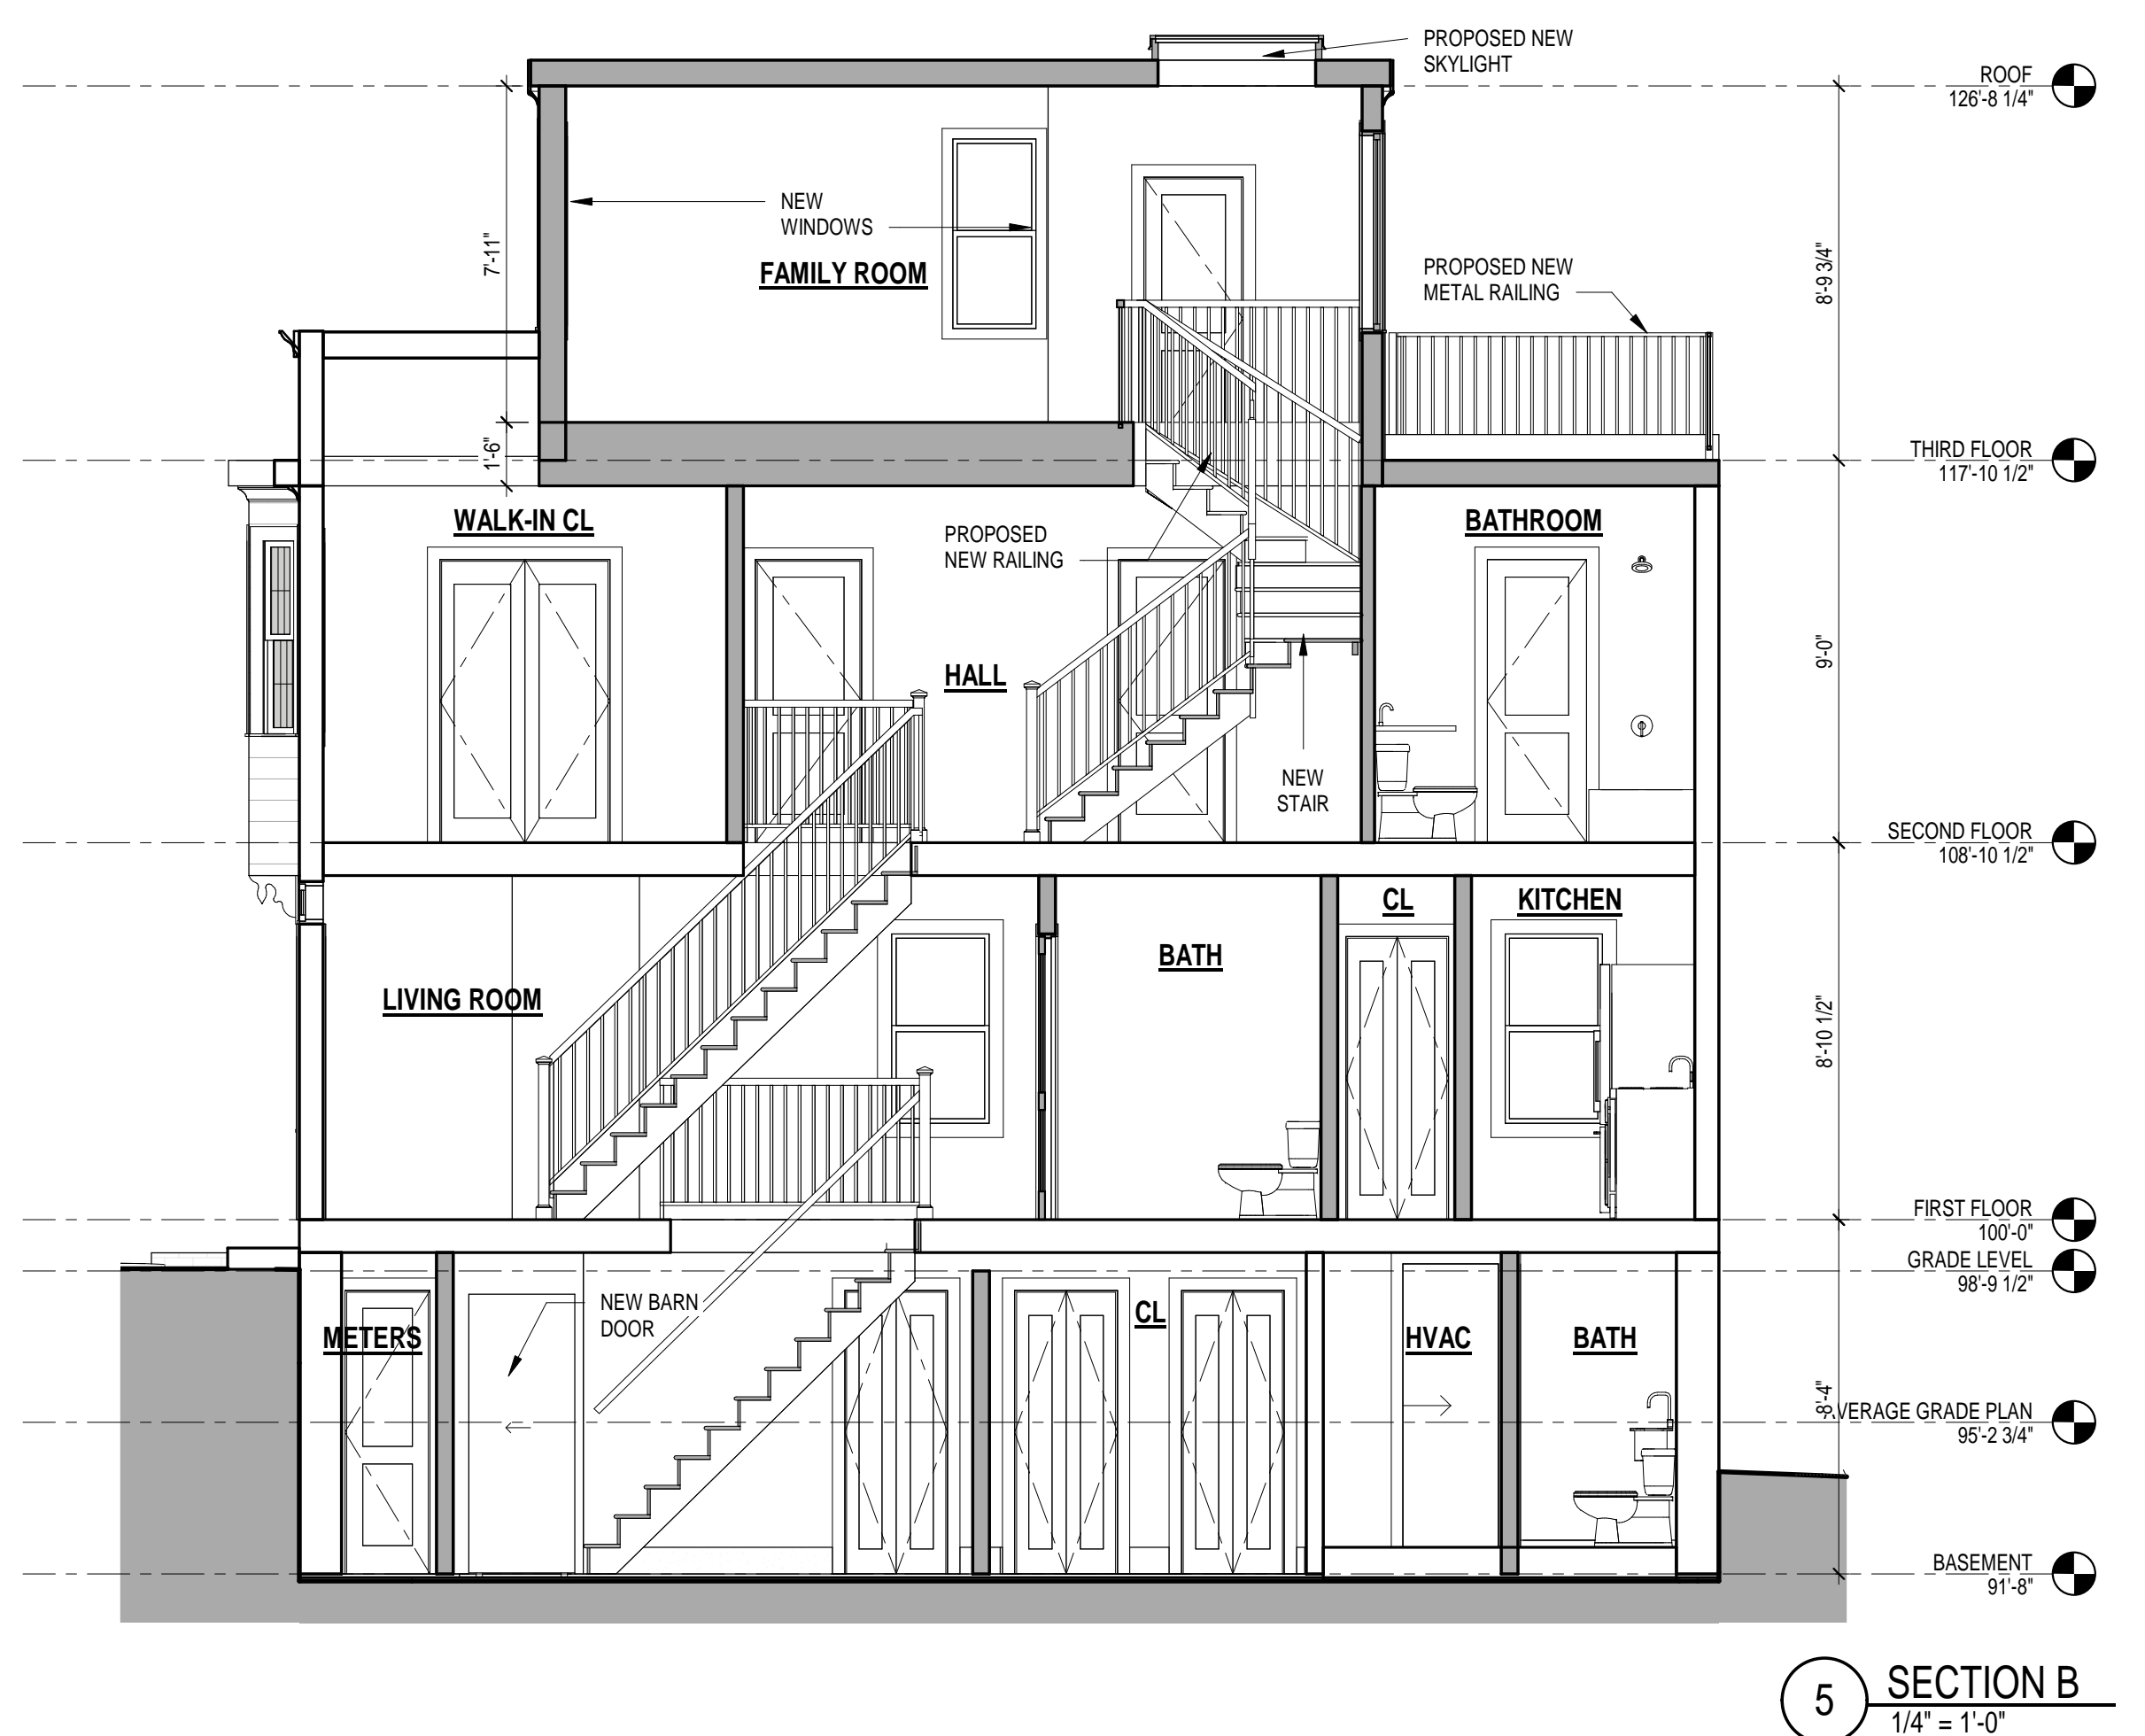 PROPOSED NEW
SKYLIGHT
ROOF
126'-8 1/4"
NEW
WINDOWS
FAMILY ROOM
7'-11"
8'-9 3/4"
PROPOSED NEW
METAL RAILING
1'-6"
THIRD FLOOR
117'-10 1/2"
WALK-IN CL
PROPOSED
NEW RAILING
BATHROOM
HALL
9'-0"
NEW
STAIR
SECOND FLOOR
108'-10 1/2"
CL
KITCHEN
BATH
LIVING ROOM
8'-10 1/2"
FIRST FLOOR
100'-0"
GRADE LEVEL
98'-9 1/2"
NEW BARN
DOOR
METERS
CL
HVAC
BATH
8'-4"
VERAGE GRADE PLAN
95'-2 3/4"
BASEMENT
91'-8"
5
SECTION B
1/4" = 1'-0"